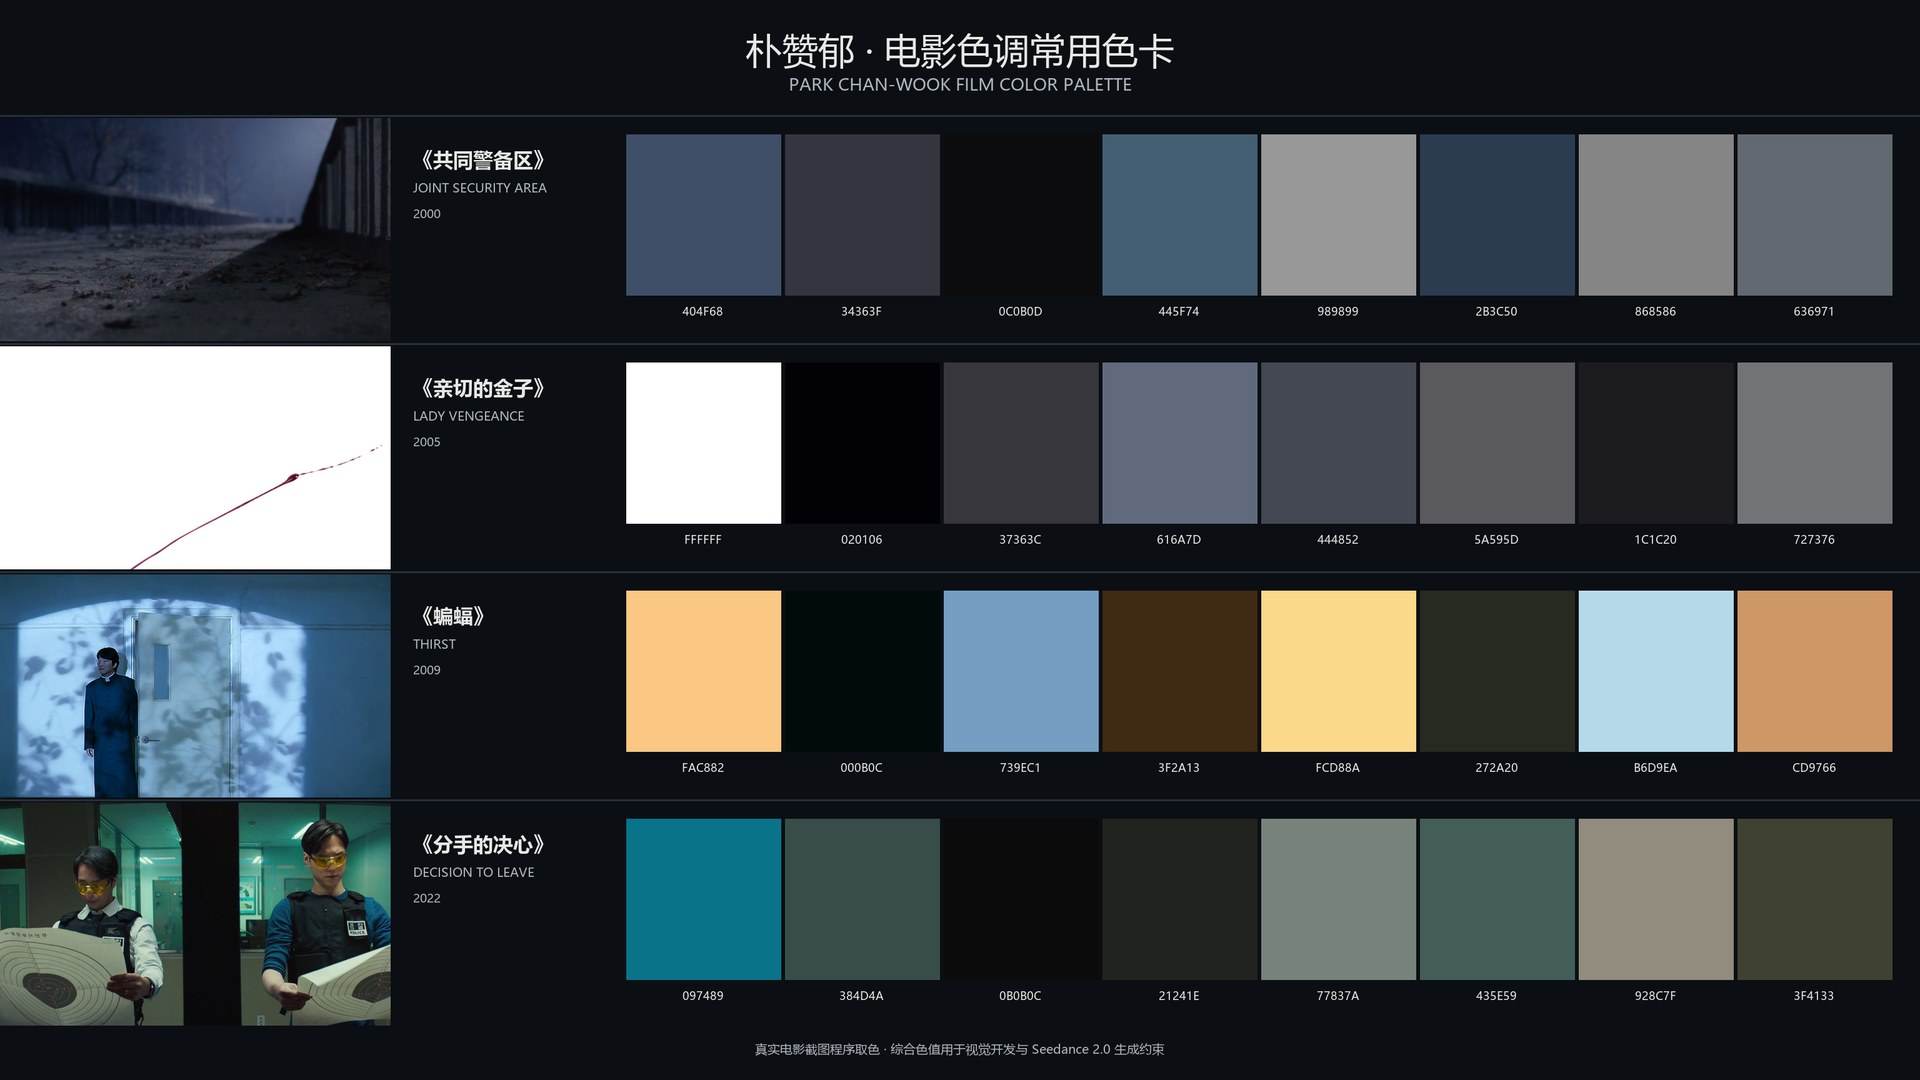 朴赞郁 · 电影色调常用色卡
PARK CHAN-WOOK FILM COLOR PALETTE
《共同警备区》
JOINT SECURITY AREA
2000
404F68 34363F 0C0B0D 445F74 989899 2B3C50 868586 636971
《亲切的金子》
LADY VENGEANCE
2005
FFFFFF 020106 37363C 616A7D 444852 5A595D 1C1C20 727376
《蝙蝠》
THIRST
2009
FAC882 000B0C 739EC1 3F2A13 FCD88A 272A20 B6D9EA CD9766
《分手的决心》
DECISION TO LEAVE
2022
097489 384D4A 0B0B0C 21241E 77837A 435E59 928C7F 3F4133
真实电影截图程序取色 · 综合色值用于视觉开发与 Seedance 2.0 生成约束